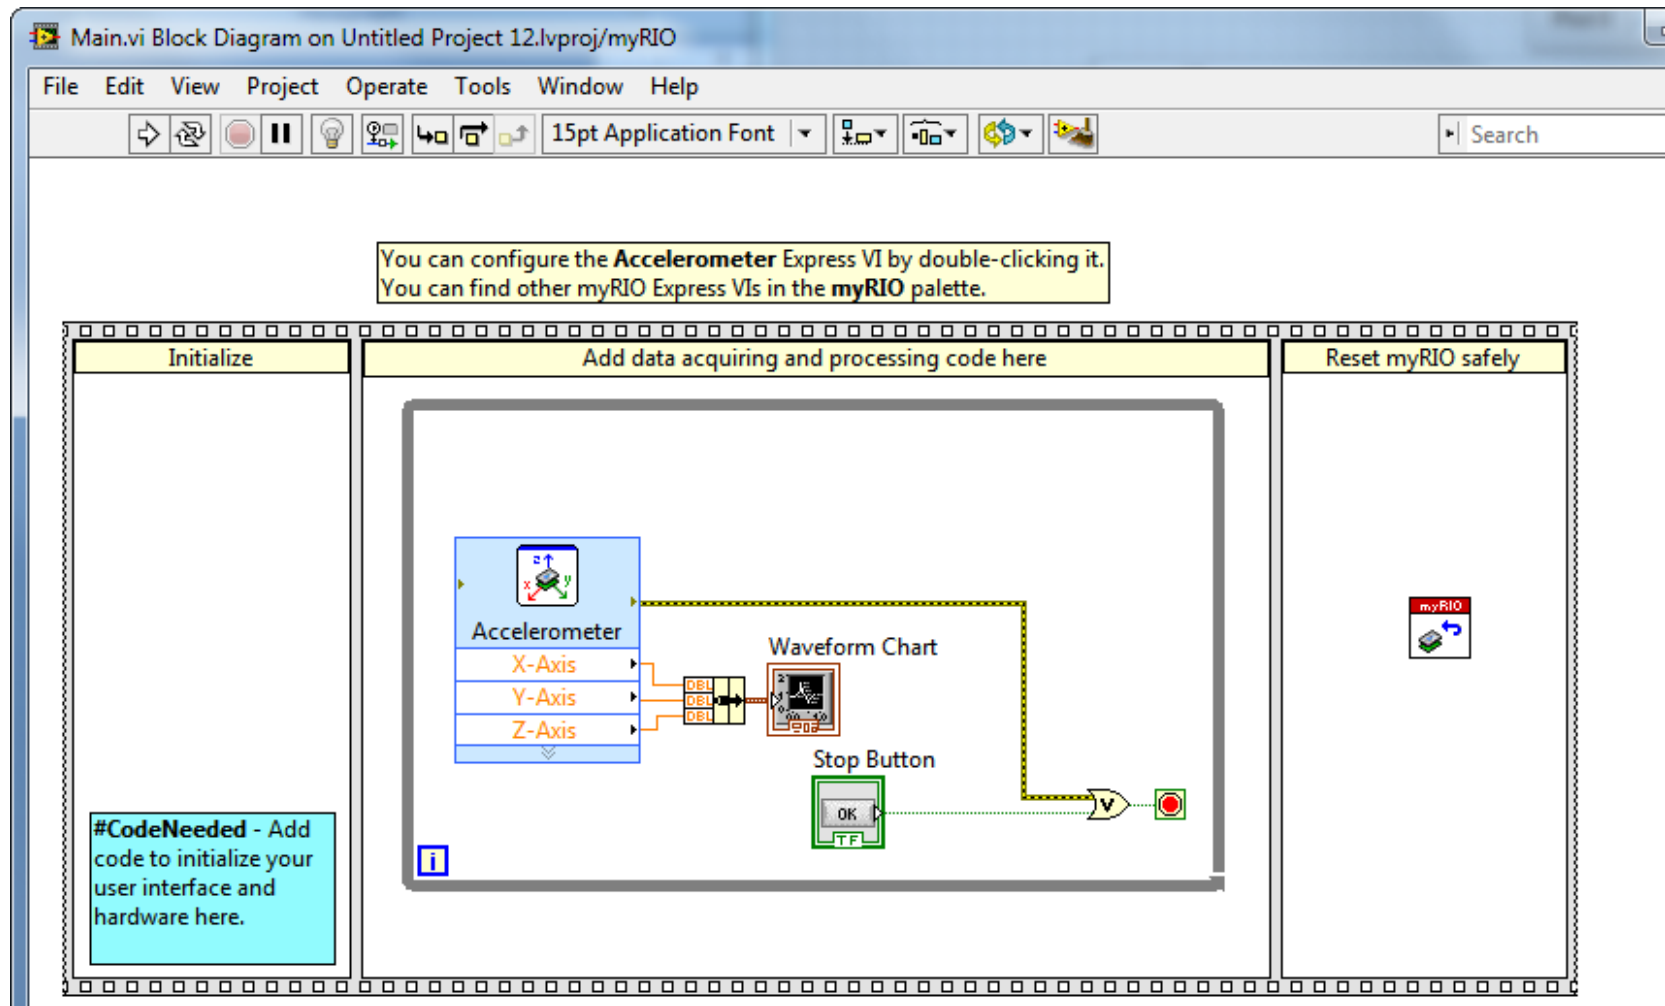 Main.vi Block Diagram on Untitled Project 12.lvproj/myRIO
File Edit View Project Operate Tools Window Help
15pt Application Font
Search
You can configure the Accelerometer Express VI by double-clicking it.
You can find other myRIO Express VIs in the myRIO palette.
Initialize
Add data acquiring and processing code here
Reset myRIO safely
z
x y
Accelerometer
X-Axis
Y-Axis
Z-Axis
DBL
DBL
DBL
Waveform Chart
Stop Button
OK
TF
V
i
myRIO
#CodeNeeded - Add
code to initialize your
user interface and
hardware here.